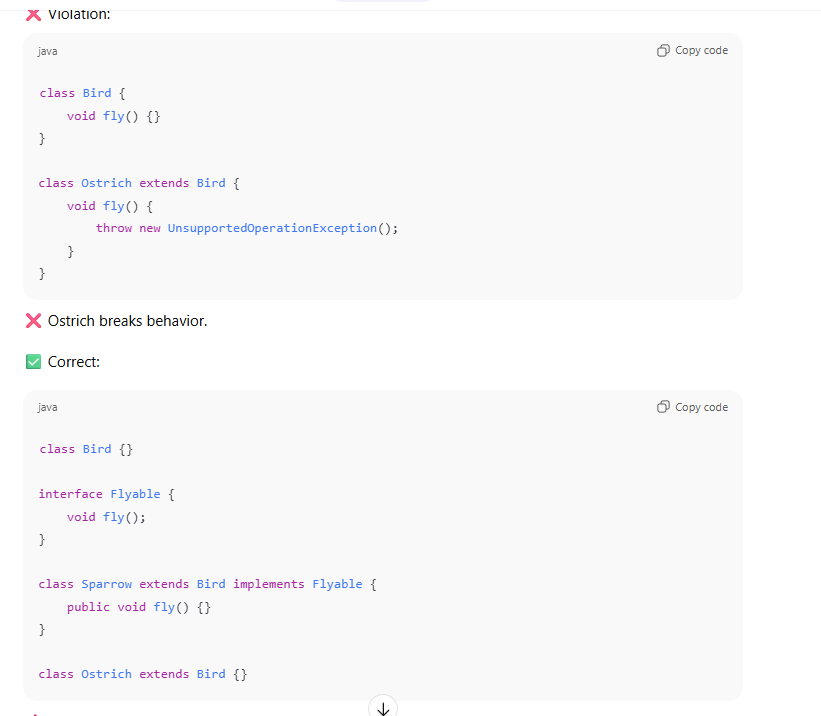 ❌ Violation:
java
Copy code
class Bird {
    void fly() {}
}
class Ostrich extends Bird {
    void fly() {
        throw new UnsupportedOperationException();
    }
}
❌ Ostrich breaks behavior.
✅ Correct:
java
Copy code
class Bird {}
interface Flyable {
    void fly();
}
class Sparrow extends Bird implements Flyable {
    public void fly() {}
}
class Ostrich extends Bird {}